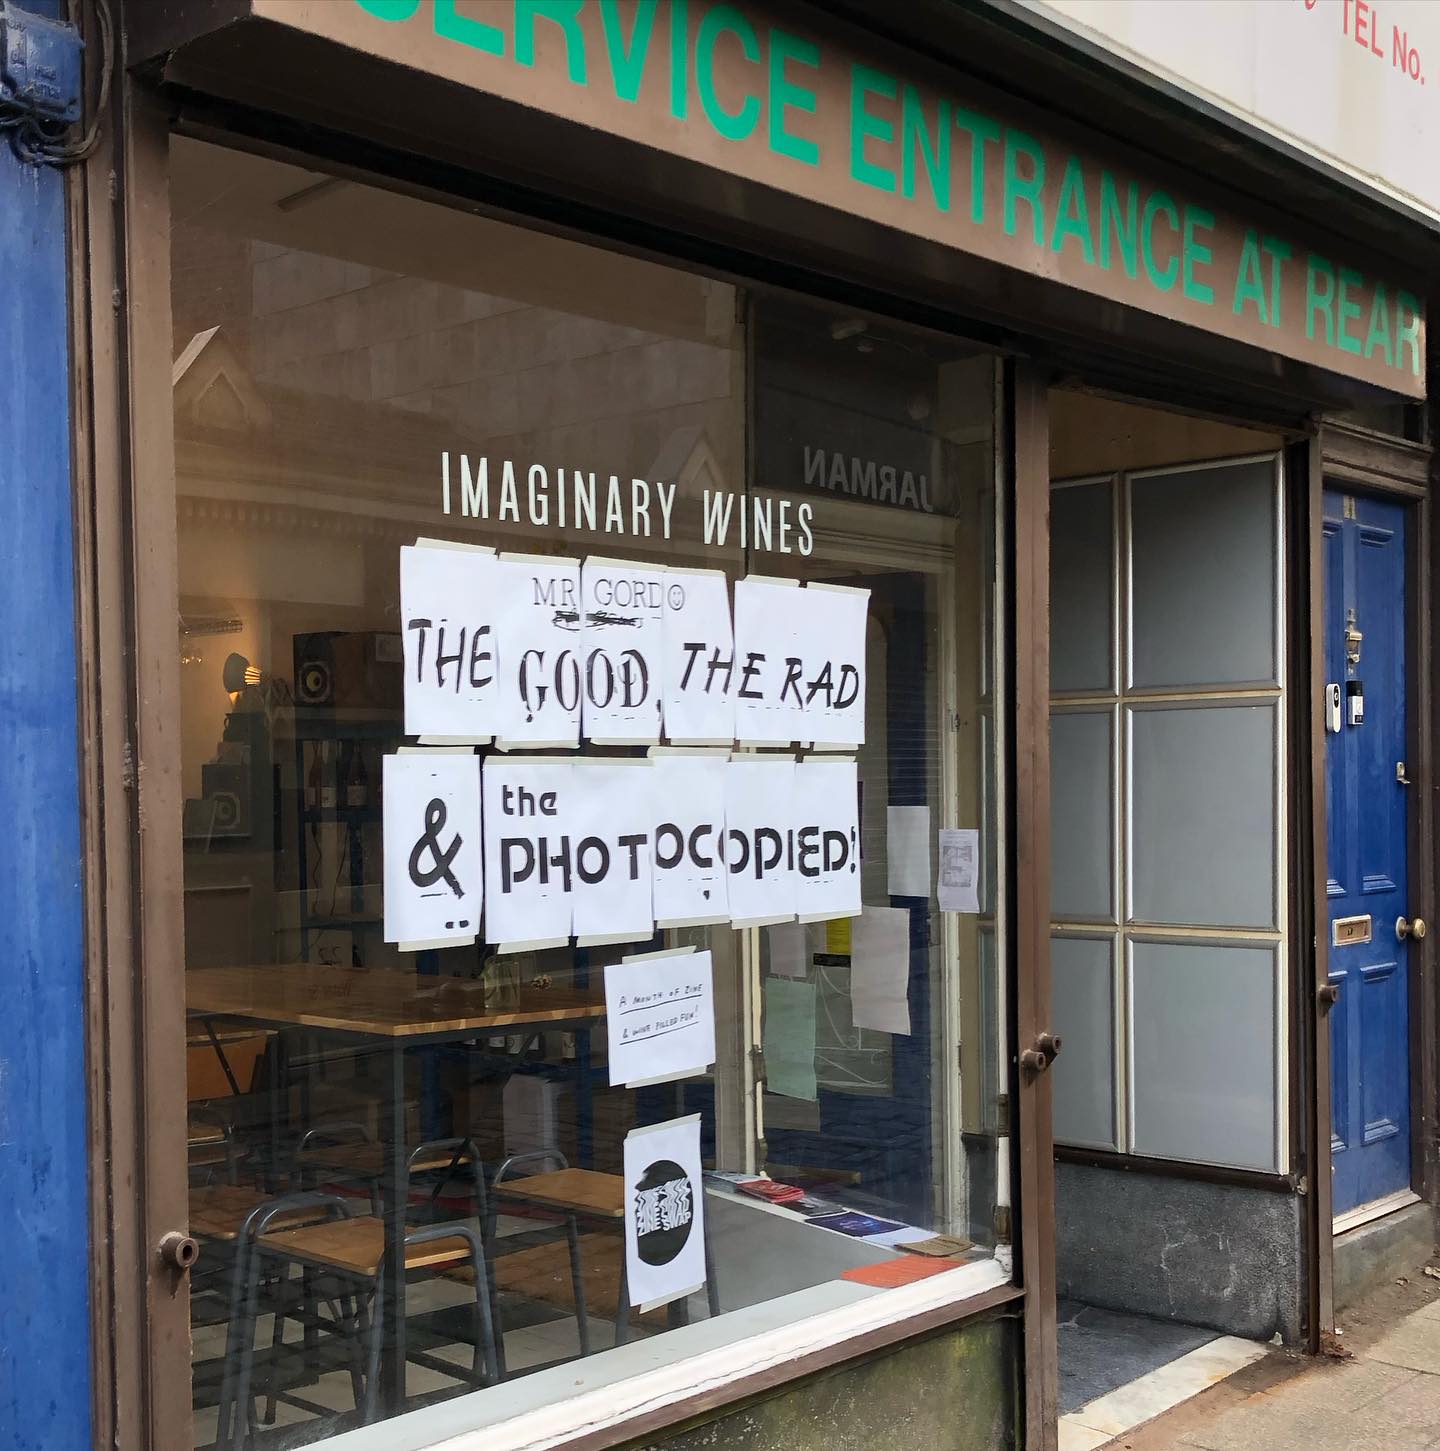 TEL No.
SERVICE ENTRANCE AT REAR
JARMAN
IMAGINARY WINES
MR GORDO
THE GOOD, THE RAD
& the
PHOTOCOPIED!
A MONTH OF ZINE
& WINE FILLED FUN!
ZINE SWAP